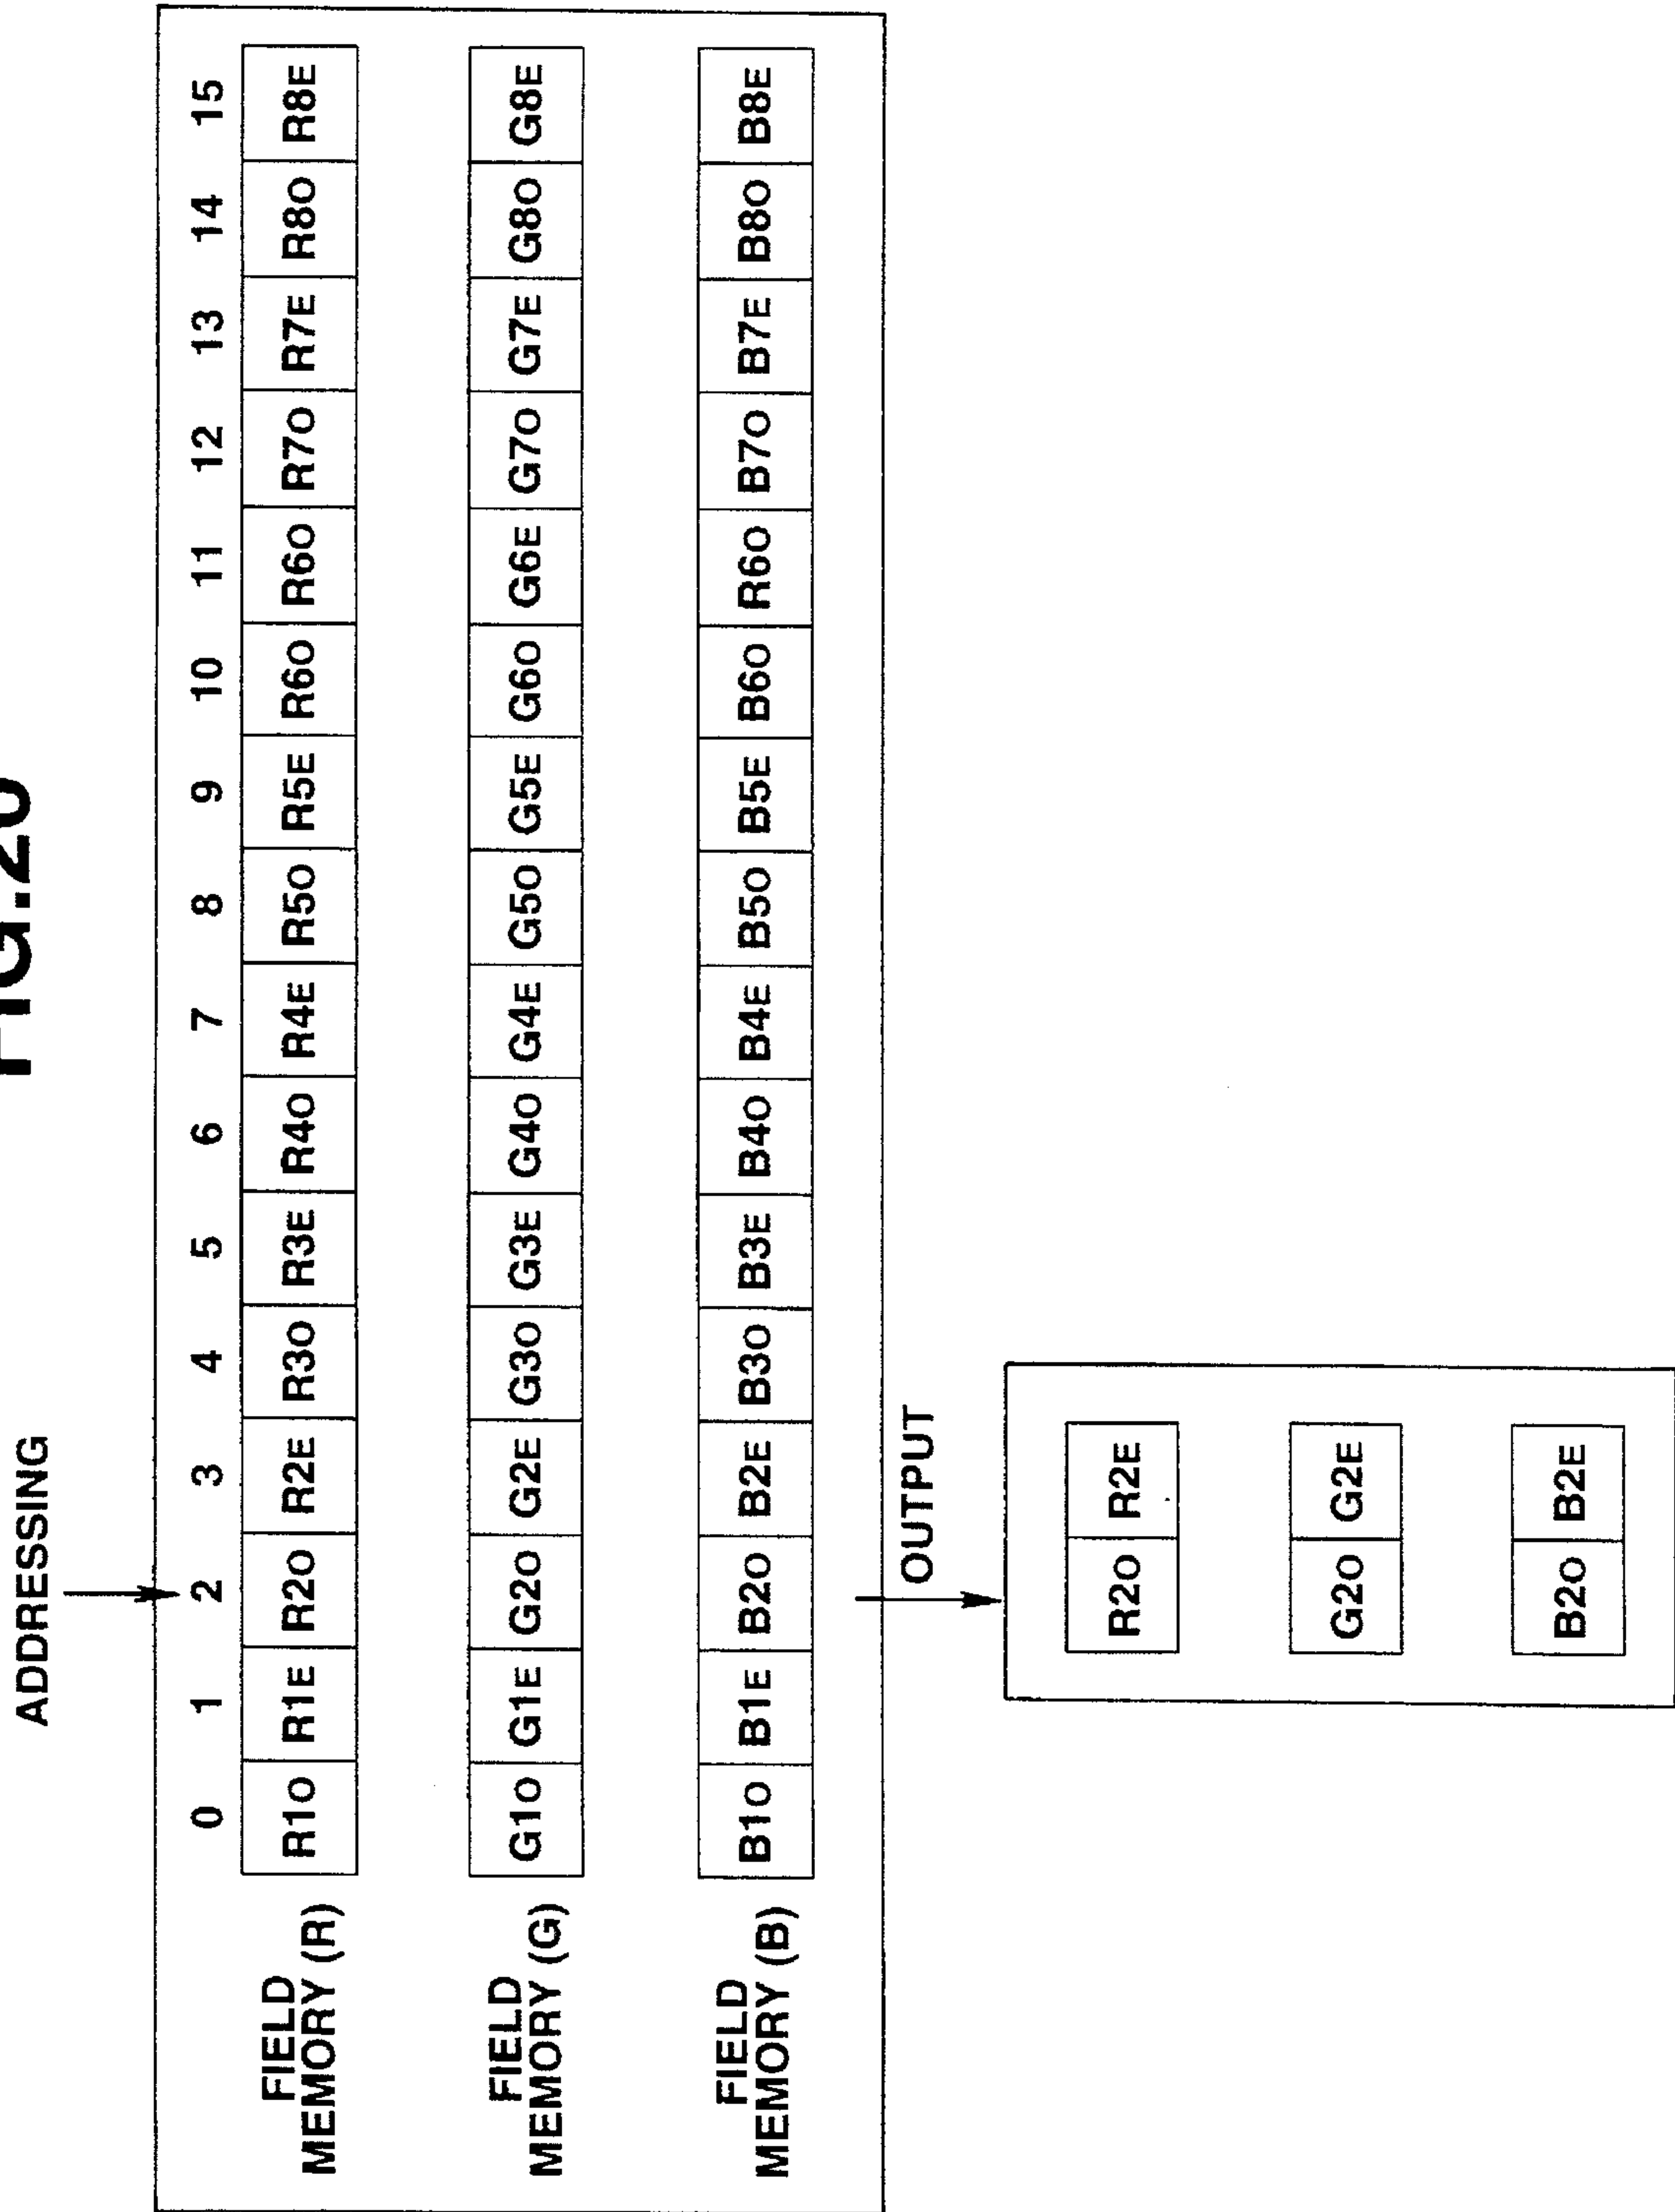 FIG.20
ADDRESSING
0 1 2 3 4 5 6 7 8 9 10 11 12 13 14 15
FIELD
MEMORY (R)
R1O R1E R2O R2E R3O R3E R4O R4E R5O R5E R6O R6O R7O R7E R8O R8E
FIELD
MEMORY (G)
G1O G1E G2O G2E G3O G3E G4O G4E G5O G5E G6O G6E G7O G7E G8O G8E
FIELD
MEMORY (B)
B1O B1E B2O B2E B3O B3E B4O B4E B5O B5E B6O R6O B7O B7E B8O B8E
OUTPUT
R2O R2E
G2O G2E
B2O B2E